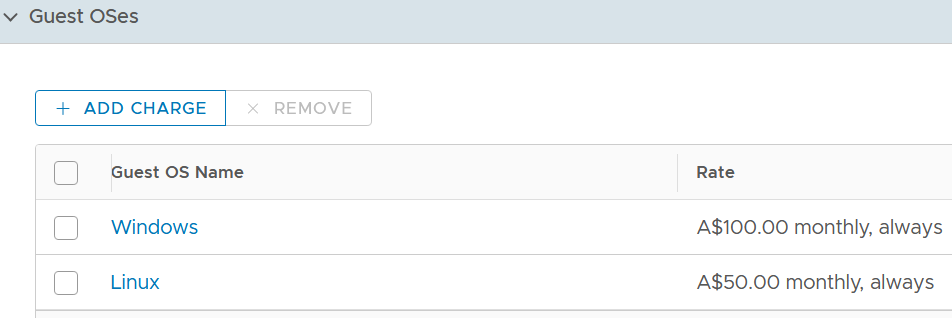 Guest OSes
+ ADD CHARGE × REMOVE
Guest OS Name Rate
Windows A$100.00 monthly, always
Linux A$50.00 monthly, always